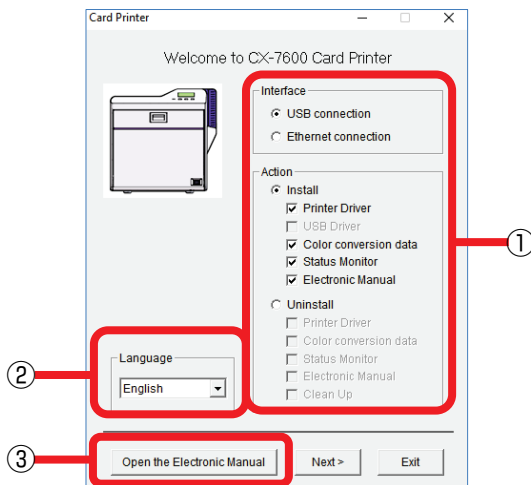 Card Printer
Welcome to CX-7600 Card Printer
Interface
USB connection
Ethernet connection
Action
Install
Printer Driver
USB Driver
Color conversion data
Status Monitor
Electronic Manual
Uninstall
Printer Driver
Color conversion data
Status Monitor
Electronic Manual
Clean Up
①
②
Language
English
③
Open the Electronic Manual
Next >
Exit